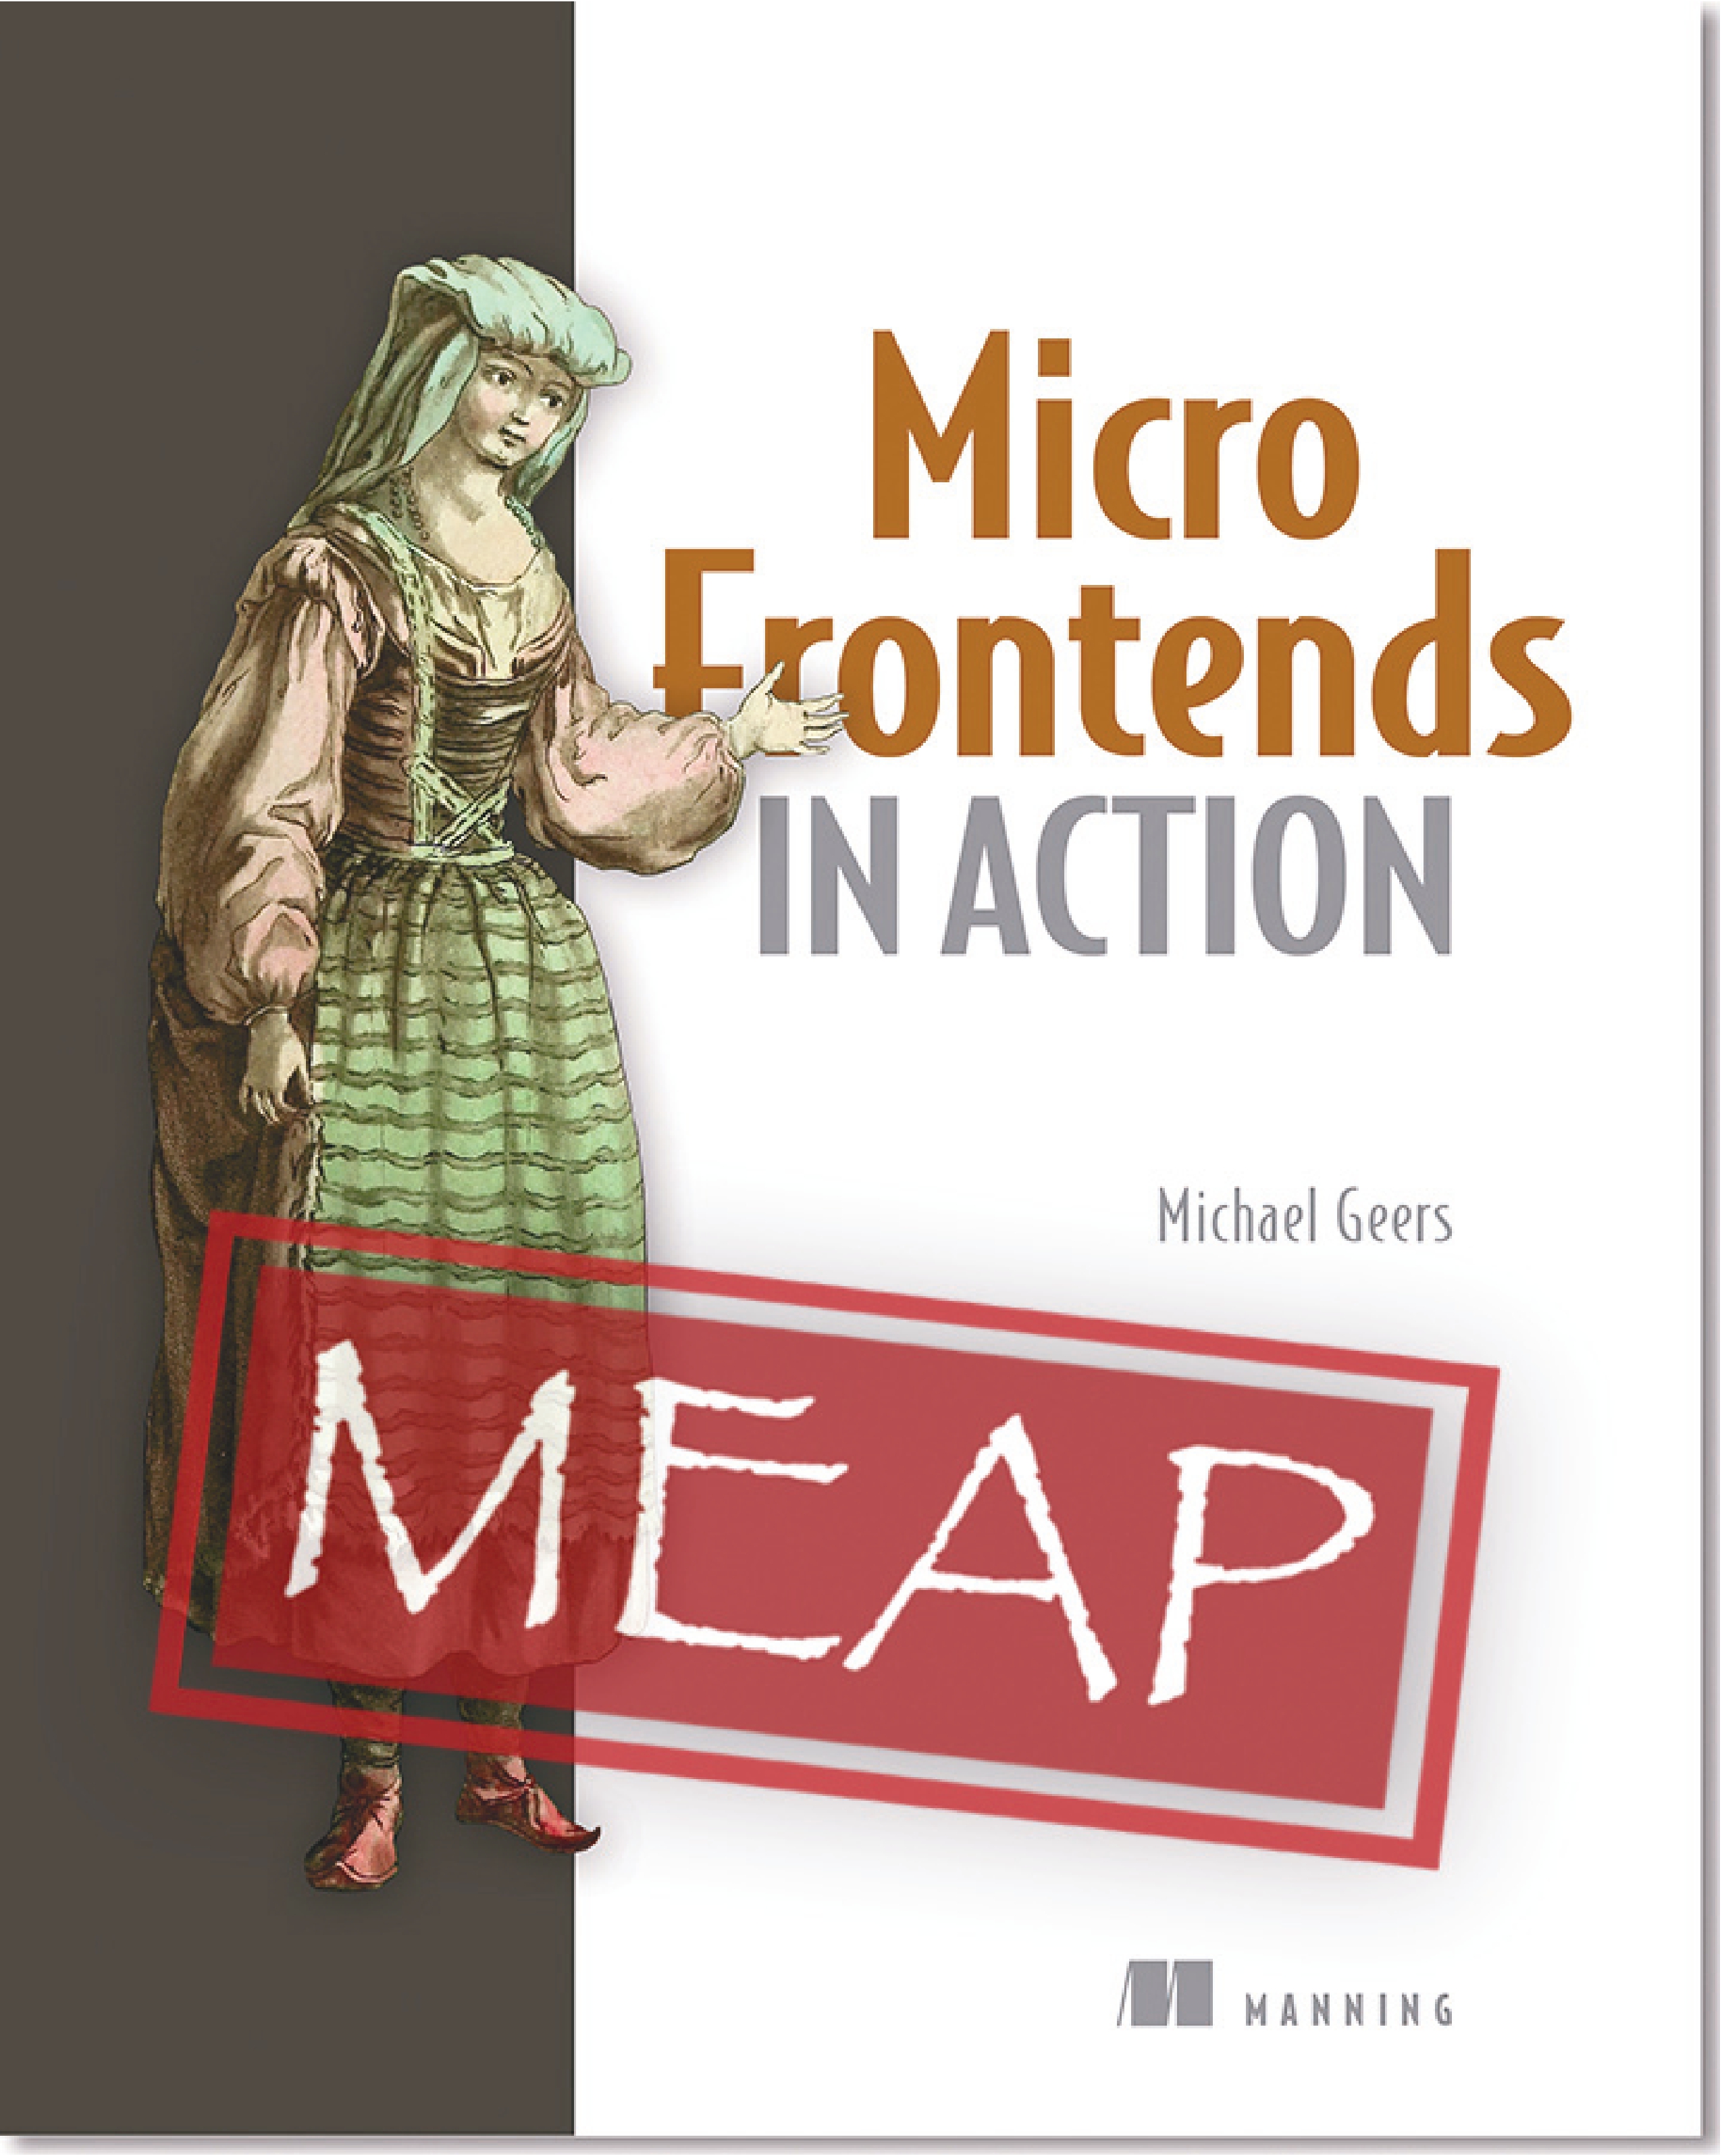 Micro
Frontends
IN ACTION
Michael Geers
MEAP
MANNING